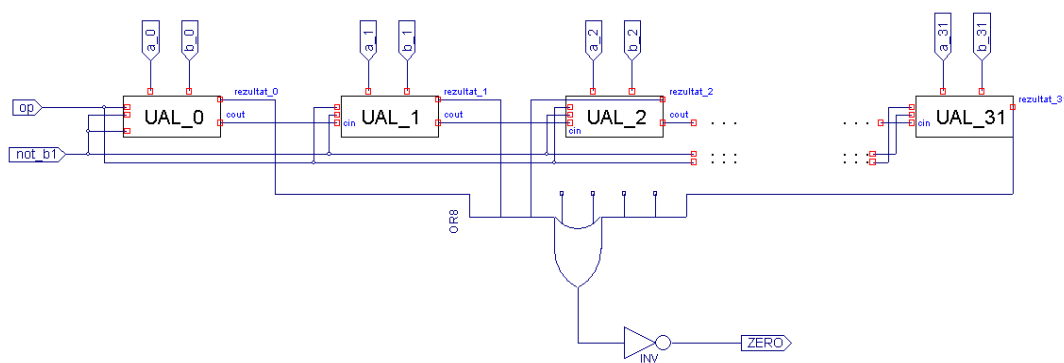 a_0
b_0
a_1
b_1
a_2
b_2
a_31
b_31
rezultat_0
rezultat_1
rezultat_2
rezultat_3
op
UAL_0
cout
cin
UAL_1
cout
cin
UAL_2
cout
. . .
. . .
cin
UAL_31
not_b1
. . .
. . .
OR8
INV
ZERO